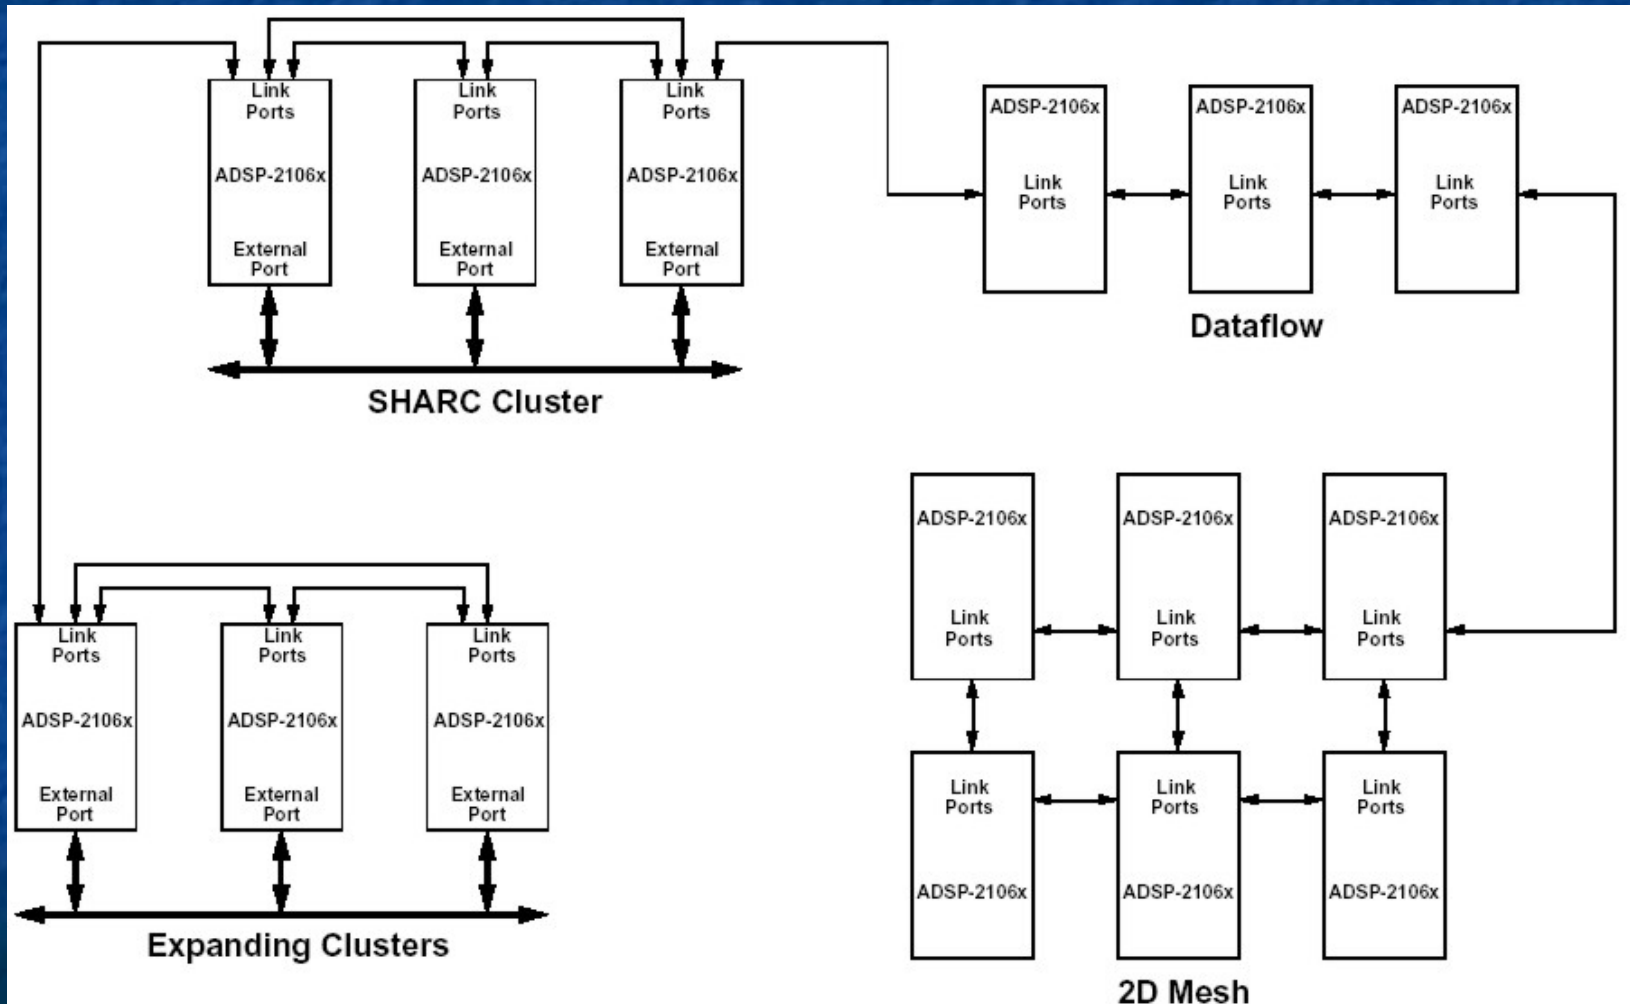 Link
Ports
ADSP-2106x
External
Port
Link
Ports
ADSP-2106x
External
Port
Link
Ports
ADSP-2106x
External
Port
SHARC Cluster
ADSP-2106x
Link
Ports
ADSP-2106x
Link
Ports
ADSP-2106x
Link
Ports
Dataflow
Link
Ports
ADSP-2106x
External
Port
Link
Ports
ADSP-2106x
External
Port
Link
Ports
ADSP-2106x
External
Port
Expanding Clusters
ADSP-2106x
Link
Ports
ADSP-2106x
Link
Ports
ADSP-2106x
Link
Ports
Link
Ports
ADSP-2106x
Link
Ports
ADSP-2106x
Link
Ports
ADSP-2106x
2D Mesh